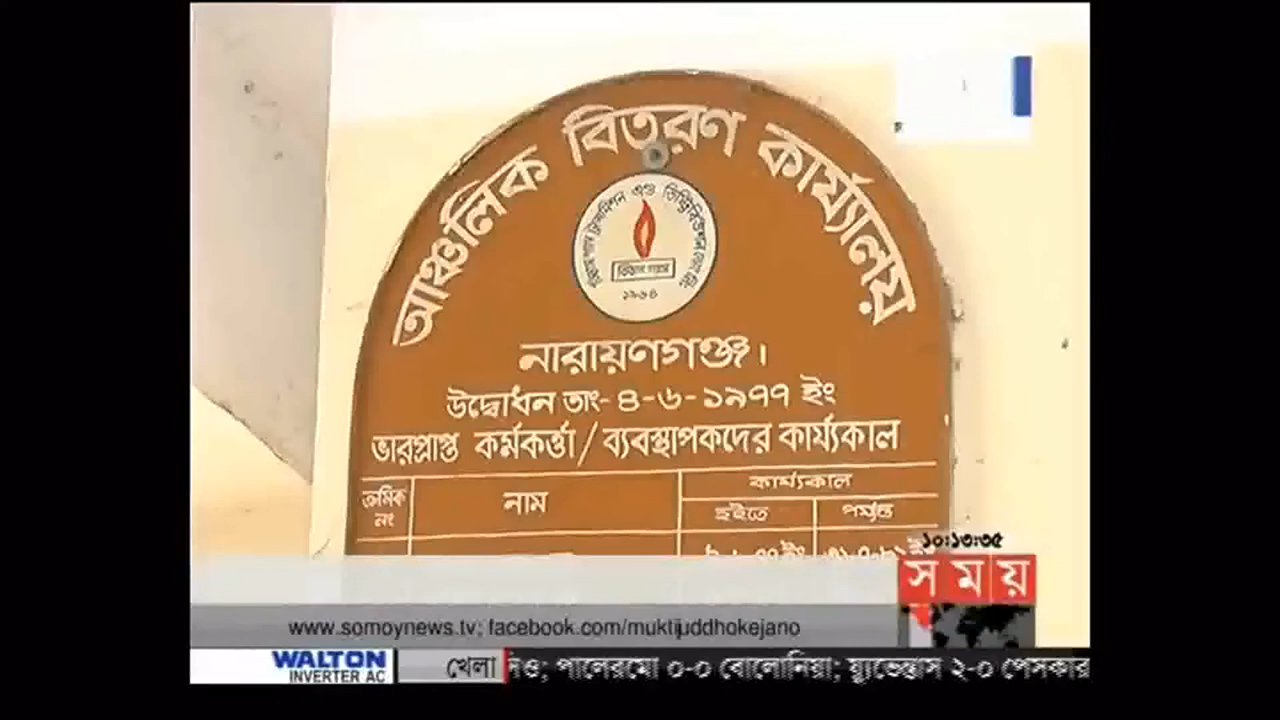 আঞ্চলিক বিতরণ কার্য্যালয়
তিতাস গ্যাস
১৯৬৪
নারায়ণগঞ্জ।
উদ্বোধন তাং- ৪-৬-১৯৭৭ ইং
ভারপ্রাপ্ত কর্মকর্ত্তা / ব্যবস্থাপকদের কার্য্যকাল
ক্রমিক নং
নাম
কার্য্যকাল
হইতে
পর্য্যন্ত
১০:১৩:৩৫
সময়
www.somoynews.tv; facebook.com/muktijuddhokejano
WALTON
INVERTER AC
খেলা
পালেরমো ০-০ বোলোনিয়া; য়্যুভেন্তাস ২-০ পেসকার